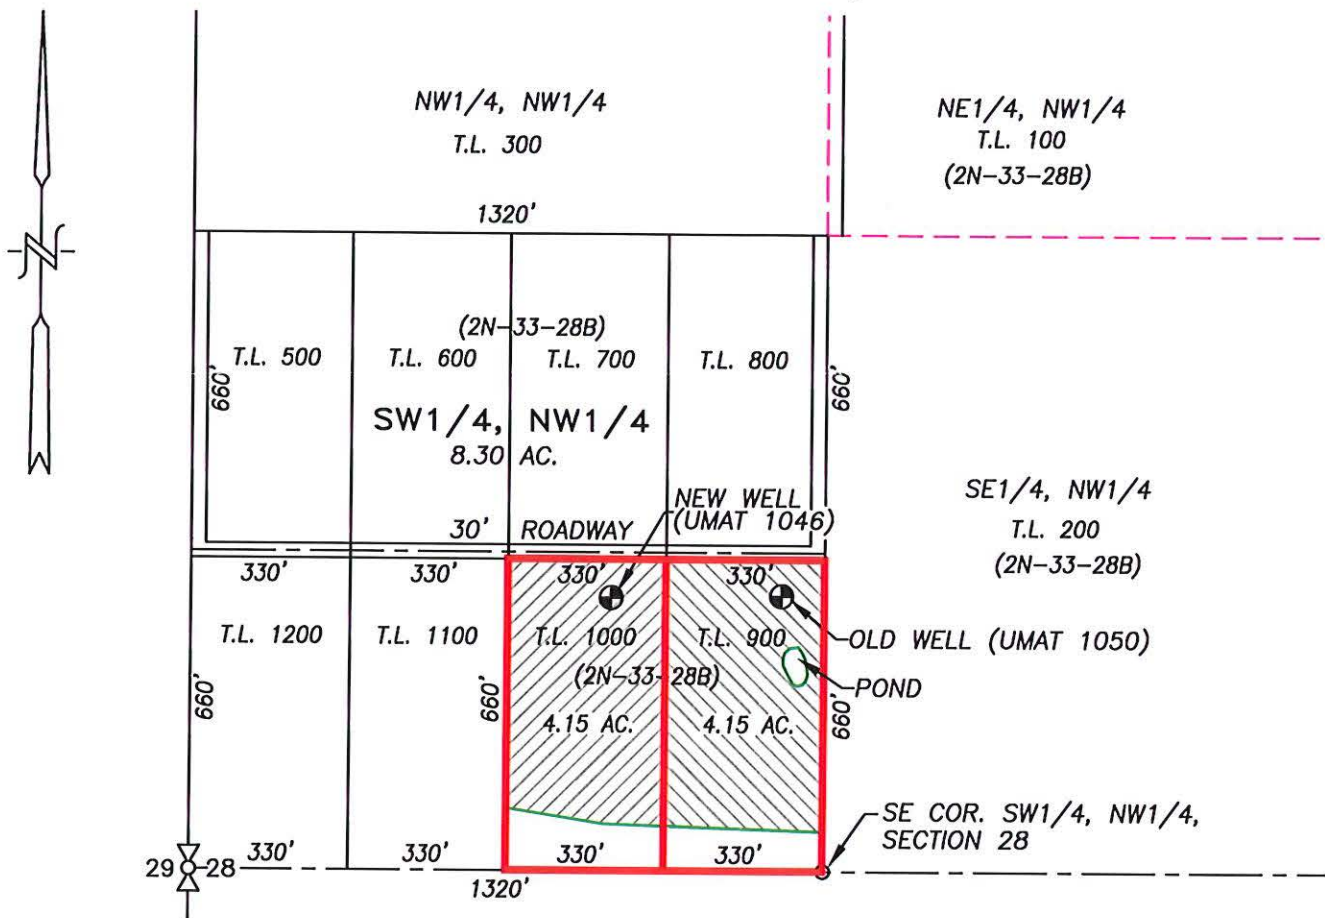 NW1/4, NW1/4
T.L. 300
NE1/4, NW1/4
T.L. 100
(2N-33-28B)
1320'
N
(2N-33-28B)
T.L. 500
T.L. 600
T.L. 700
T.L. 800
660'
660'
SW1/4, NW1/4
8.30 AC.
SE1/4, NW1/4
T.L. 200
(2N-33-28B)
NEW WELL
(UMAT 1046)
30' ROADWAY
330'
330'
330'
330'
T.L. 1200
T.L. 1100
T.L. 1000
T.L. 900
OLD WELL (UMAT 1050)
(2N-33-28B)
POND
660'
660'
660'
4.15 AC.
4.15 AC.
SE COR. SW1/4, NW1/4,
SECTION 28
29
28
330'
330'
330'
330'
1320'